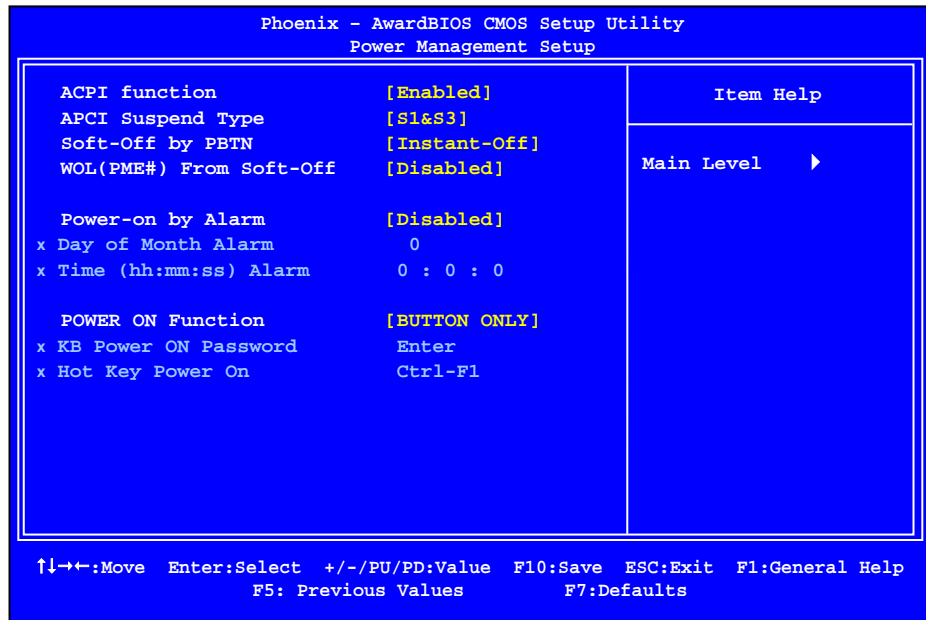 Phoenix – AwardBIOS CMOS Setup Utility
Power Management Setup
ACPI function [Enabled]
APCI Suspend Type [S1&S3]
Soft-Off by PBTN [Instant-Off]
WOL(PME#) From Soft-Off [Disabled]
Power-on by Alarm [Disabled]
x Day of Month Alarm 0
x Time (hh:mm:ss) Alarm 0 : 0 : 0
POWER ON Function [BUTTON ONLY]
x KB Power ON Password Enter
x Hot Key Power On Ctrl-F1
Item Help
Main Level
↑↓→←:Move Enter:Select +/-/PU/PD:Value F10:Save ESC:Exit F1:General Help
F5: Previous Values F7:Defaults